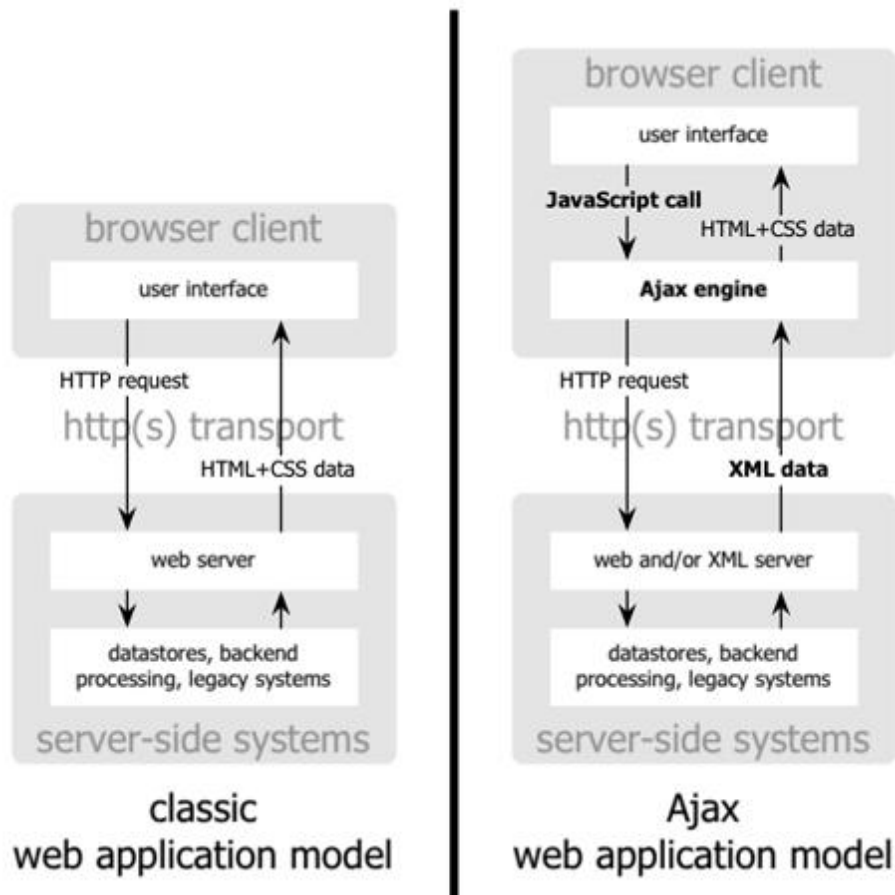 browser client
user interface
HTTP request
http(s) transport
HTML+CSS data
web server
datastores, backend
processing, legacy systems
server-side systems
classic
web application model
browser client
user interface
JavaScript call
HTML+CSS data
Ajax engine
HTTP request
http(s) transport
XML data
web and/or XML server
datastores, backend
processing, legacy systems
server-side systems
Ajax
web application model